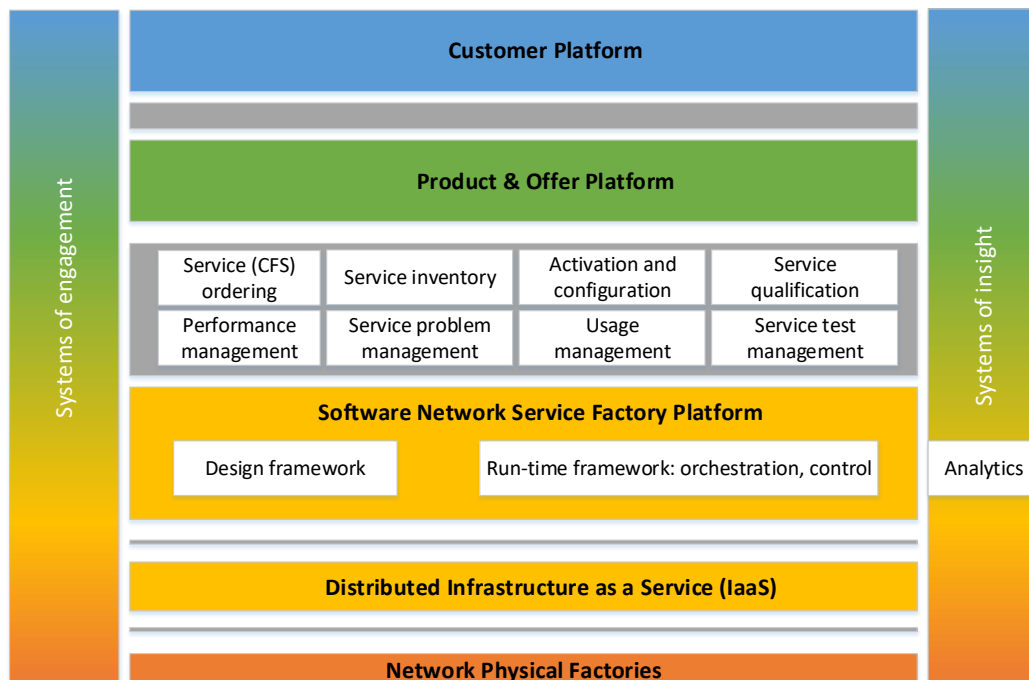 Customer Platform
Product & Offer Platform
Systems of engagement
Systems of insight
Service (CFS)
ordering
Service inventory
Activation and
configuration
Service
qualification
Performance
management
Service problem
management
Usage
management
Service test
management
Software Network Service Factory Platform
Design framework
Run-time framework: orchestration, control
Analytics
Distributed Infrastructure as a Service (IaaS)
Network Physical Factories